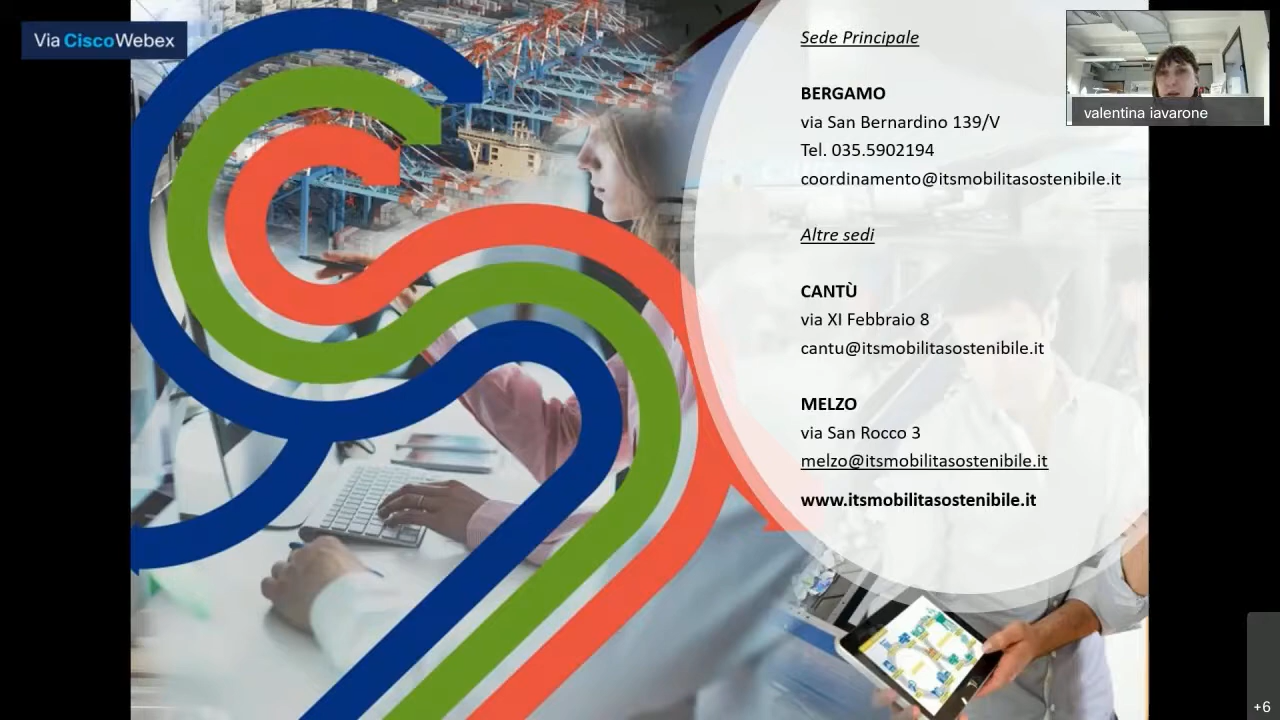 Via CiscoWebex
Sede Principale
BERGAMO
via San Bernardino 139/V
Tel. 035.5902194
coordinamento@itsmobilitasostenibile.it
Altre sedi
CANTÙ
via XI Febbraio 8
cantu@itsmobilitasostenibile.it
MELZO
via San Rocco 3
melzo@itsmobilitasostenibile.it
www.itsmobilitasostenibile.it
valentina iavarone
+6